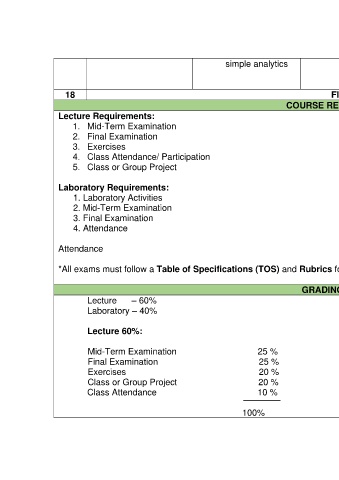 simple analytics
18 FI
COURSE RE
Lecture Requirements:
1. Mid-Term Examination
2. Final Examination
3. Exercises
4. Class Attendance/ Participation
5. Class or Group Project
Laboratory Requirements:
1. Laboratory Activities
2. Mid-Term Examination
3. Final Examination
4. Attendance
Attendance
*All exams must follow a Table of Specifications (TOS) and Rubrics fo
GRADING
Lecture – 60%
Laboratory – 40%
Lecture 60%:
Mid-Term Examination 25 %
Final Examination 25 %
Exercises 20 %
Class or Group Project 20 %
Class Attendance 10 %
100%